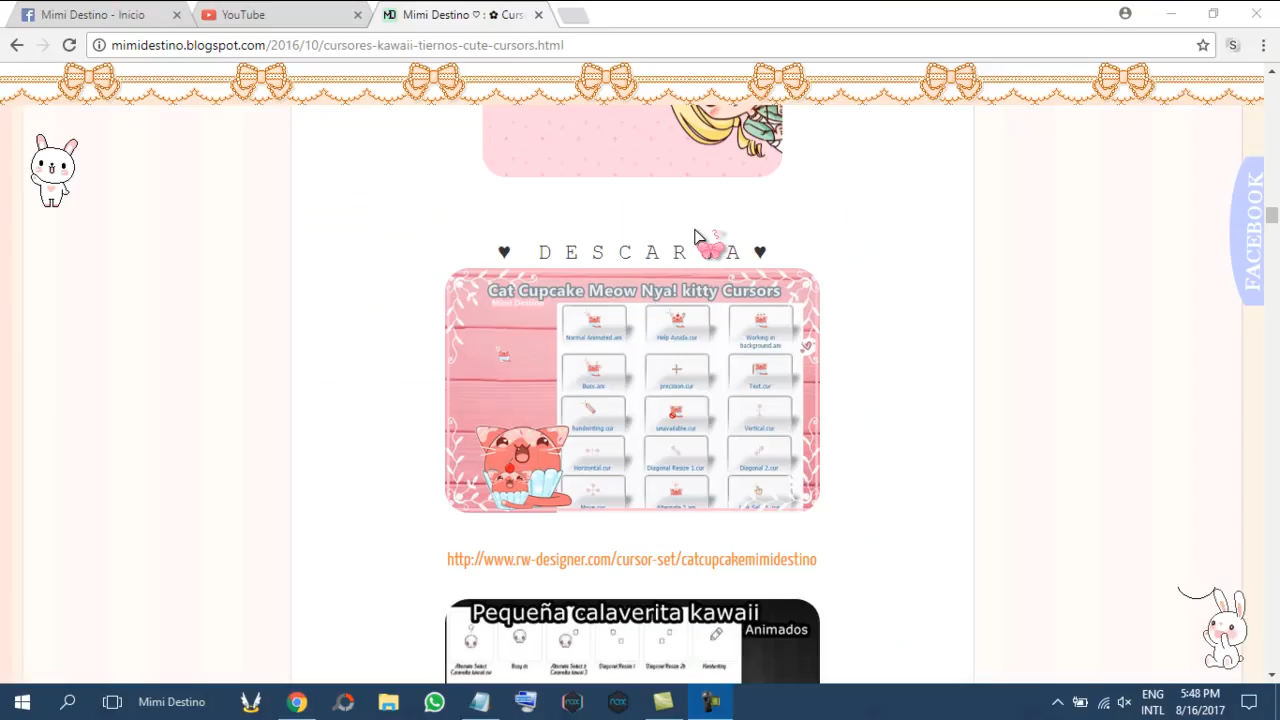 Mimi Destino - Inicio
YouTube
Mimi Destino ♡ : ✿ Curs
mimidestino.blogspot.com/2016/10/cursores-kawaii-tiernos-cute-cursors.html
FACEBOOK
♥ D E S C A R G A ♥
Cat Cupcake Meow Nya! kitty Cursors
Mimi Destino
Normal Animated.ani
Help Ayuda.cur
Working in background.ani
Busy.ani
precision.cur
Text.cur
handwriting.cur
unavailable.cur
Vertical.cur
Horizontal.cur
Diagonal Resize 1.cur
Diagonal 2.cur
Move.cur
http://www.rw-designer.com/cursor-set/catcupcakemimidestino
Pequeña calaverita kawaii
Animados
Mimi Destino
ENG
INTL
5:48 PM
8/16/2017